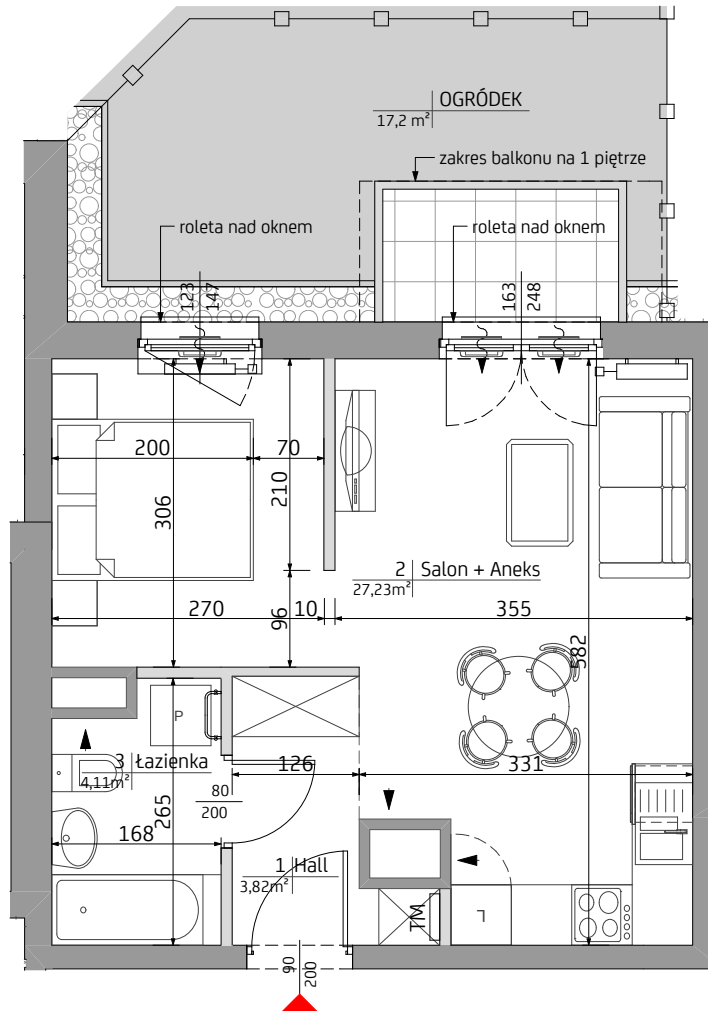 OGRÓDEK
17,2 m²
zakres balkonu na 1 piętrze
roleta nad oknem
roleta nad oknem
123
147
163
248
200
70
306
210
2 Salon + Aneks
27,23m²
270
10
96
355
582
P
3 Łazienka
4,11m²
126
331
80
200
265
168
1 Hall
3,82m²
TM
L
90
200